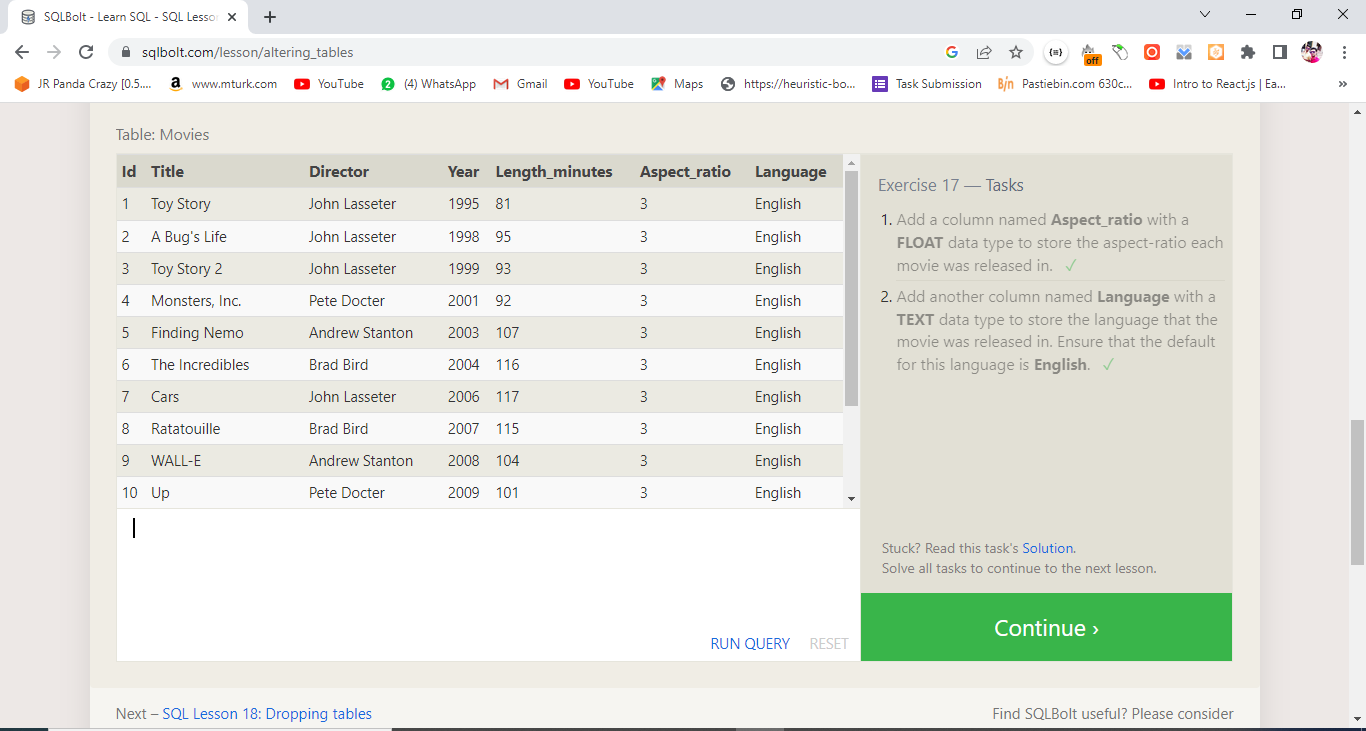 SQLBolt - Learn SQL - SQL Lesson
sqlbolt.com/lesson/altering_tables
off
JR Panda Crazy [0.5....
www.mturk.com
YouTube
(4) WhatsApp
Gmail
YouTube
Maps
https://heuristic-bo...
Task Submission
Pastiebin.com 630c...
Intro to React.js | Ea...
»
Table: Movies
Id Title Director Year Length_minutes Aspect_ratio Language
1 Toy Story John Lasseter 1995 81 3 English
2 A Bug's Life John Lasseter 1998 95 3 English
3 Toy Story 2 John Lasseter 1999 93 3 English
4 Monsters, Inc. Pete Docter 2001 92 3 English
5 Finding Nemo Andrew Stanton 2003 107 3 English
6 The Incredibles Brad Bird 2004 116 3 English
7 Cars John Lasseter 2006 117 3 English
8 Ratatouille Brad Bird 2007 115 3 English
9 WALL-E Andrew Stanton 2008 104 3 English
10 Up Pete Docter 2009 101 3 English
RUN QUERY RESET
Exercise 17 — Tasks
1. Add a column named Aspect_ratio with a
FLOAT data type to store the aspect-ratio each
movie was released in. ✓
2. Add another column named Language with a
TEXT data type to store the language that the
movie was released in. Ensure that the default
for this language is English. ✓
Stuck? Read this task's Solution.
Solve all tasks to continue to the next lesson.
Continue ›
Next – SQL Lesson 18: Dropping tables
Find SQLBolt useful? Please consider